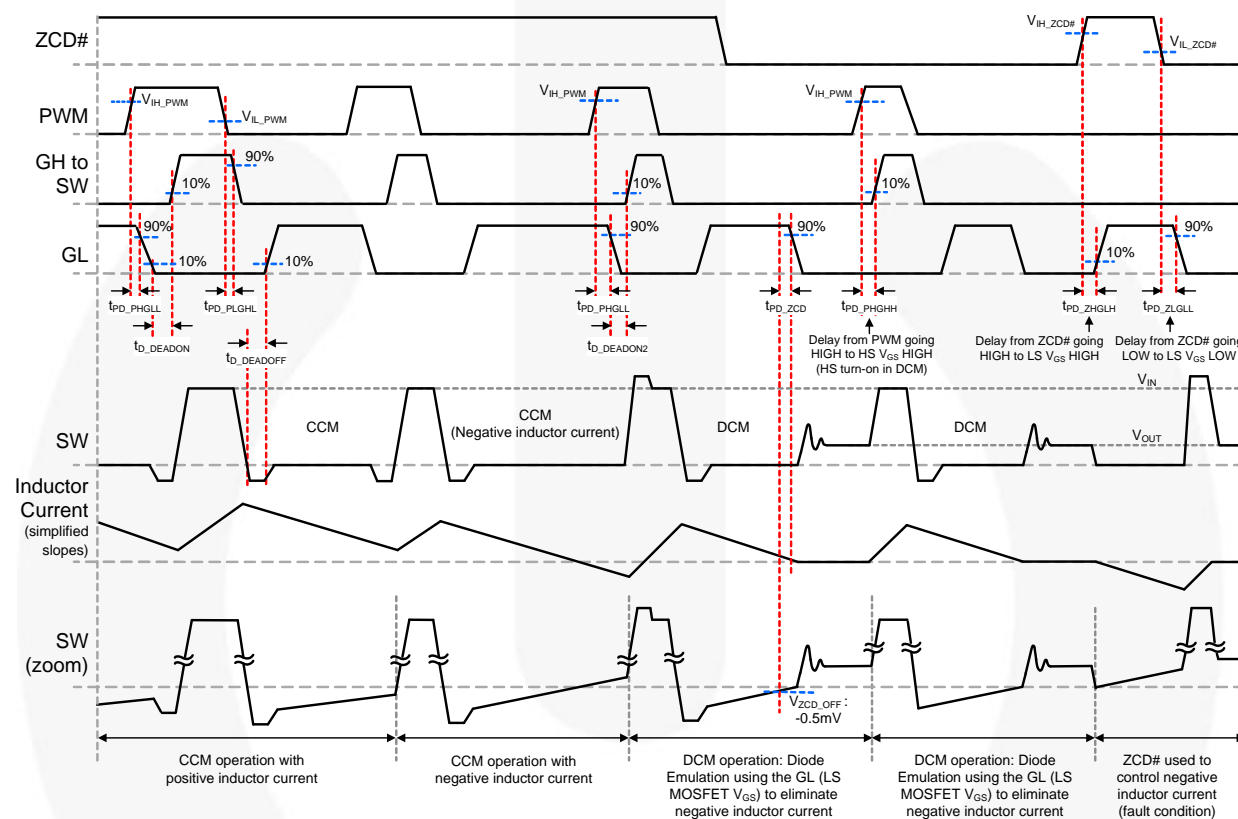 ZCD#
V_IH_ZCD#
V_IL_ZCD#
PWM
V_IH_PWM
V_IL_PWM
V_IH_PWM
V_IH_PWM
GH to
SW
90%
10%
10%
10%
GL
90%
10%
10%
90%
90%
10%
90%
t_PD_PHGLL
t_PD_PLGHL
t_PD_PHGLL
t_PD_ZCD
t_PD_PHGHH
t_PD_ZHGLH
t_PD_ZLGLL
t_D_DEADON
t_D_DEADOFF
t_D_DEADON2
Delay from PWM going
HIGH to HS V_GS HIGH
(HS turn-on in DCM)
Delay from ZCD# going
HIGH to LS V_GS HIGH
Delay from ZCD# going
LOW to LS V_GS LOW
SW
CCM
CCM
(Negative inductor current)
DCM
DCM
V_IN
V_OUT
Inductor
Current
(simplified
slopes)
SW
(zoom)
V_ZCD_OFF :
-0.5mV
CCM operation with
positive inductor current
CCM operation with
negative inductor current
DCM operation: Diode
Emulation using the GL (LS
MOSFET V_GS) to eliminate
negative inductor current
DCM operation: Diode
Emulation using the GL (LS
MOSFET V_GS) to eliminate
negative inductor current
ZCD# used to
control negative
inductor current
(fault condition)